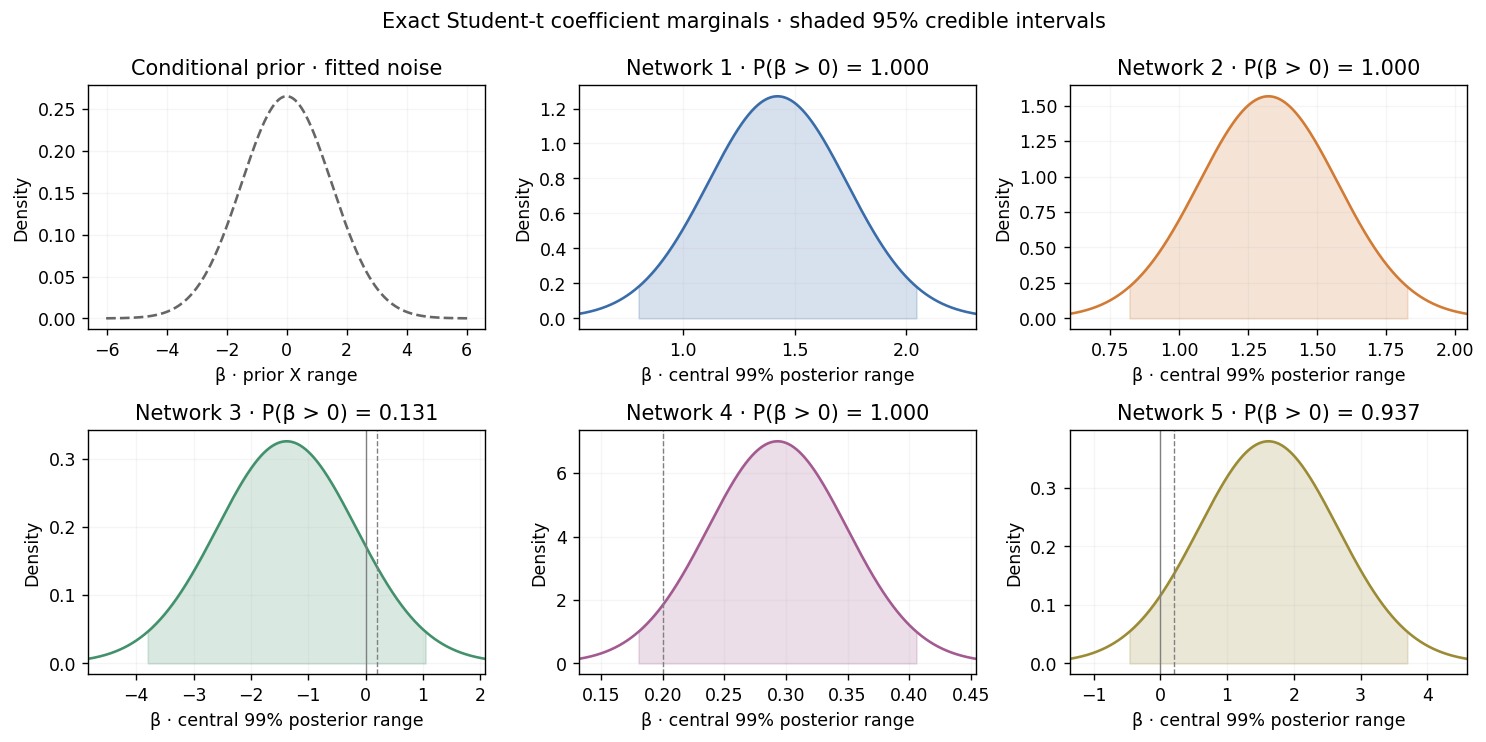 Exact Student-t coefficient marginals · shaded 95% credible intervals
Conditional prior · fitted noise
Density
0.25
0.20
0.15
0.10
0.05
0.00
−6 −4 −2 0 2 4 6
β · prior X range
Network 1 · P(β > 0) = 1.000
Density
1.2
1.0
0.8
0.6
0.4
0.2
0.0
1.0 1.5 2.0
β · central 99% posterior range
Network 2 · P(β > 0) = 1.000
Density
1.50
1.25
1.00
0.75
0.50
0.25
0.00
0.75 1.00 1.25 1.50 1.75 2.00
β · central 99% posterior range
Network 3 · P(β > 0) = 0.131
Density
0.3
0.2
0.1
0.0
−4 −3 −2 −1 0 1 2
β · central 99% posterior range
Network 4 · P(β > 0) = 1.000
Density
6
4
2
0
0.15 0.20 0.25 0.30 0.35 0.40 0.45
β · central 99% posterior range
Network 5 · P(β > 0) = 0.937
Density
0.3
0.2
0.1
0.0
−1 0 1 2 3 4
β · central 99% posterior range